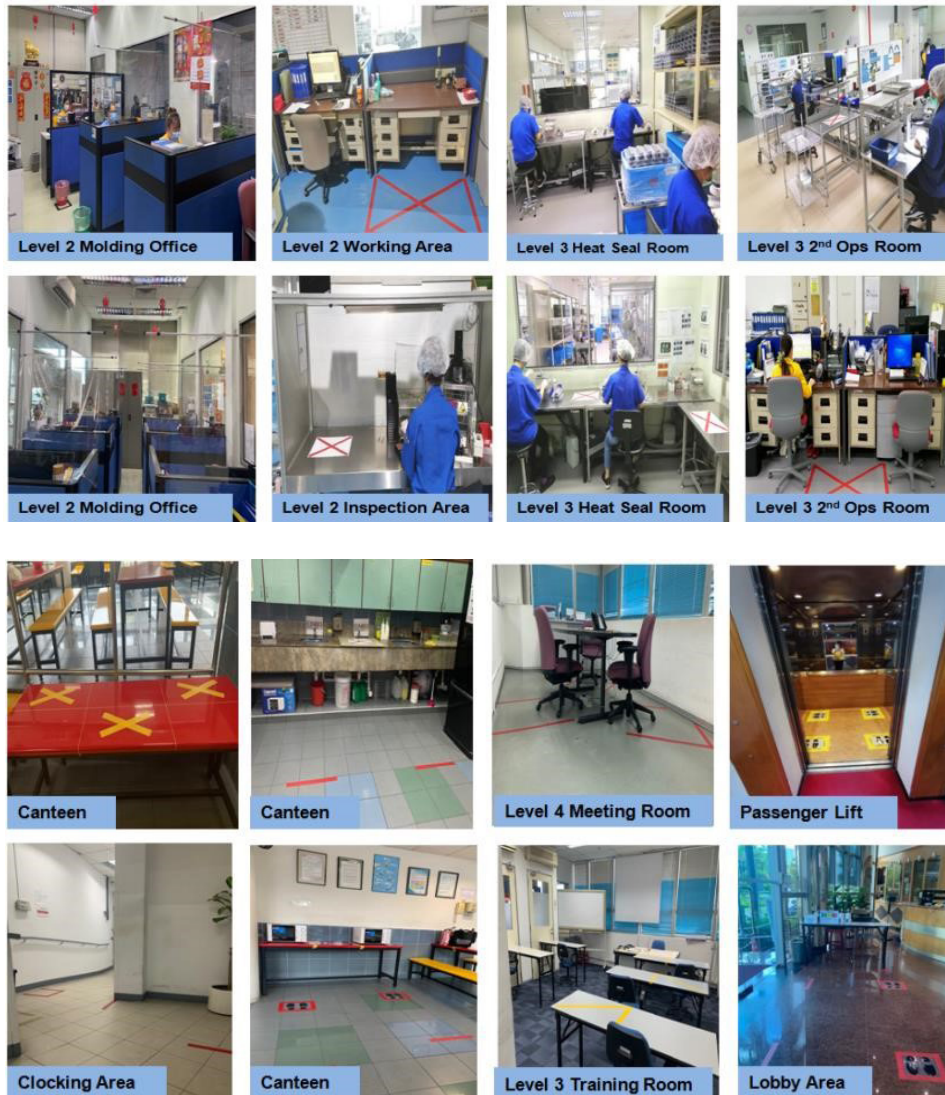 Level 2 Molding Office
Level 2 Working Area
Level 3 Heat Seal Room
Level 3 2nd Ops Room
Level 2 Molding Office
Level 2 Inspection Area
Level 3 Heat Seal Room
Level 3 2nd Ops Room
Canteen
Canteen
Level 4 Meeting Room
Passenger Lift
Clocking Area
Canteen
Level 3 Training Room
Lobby Area